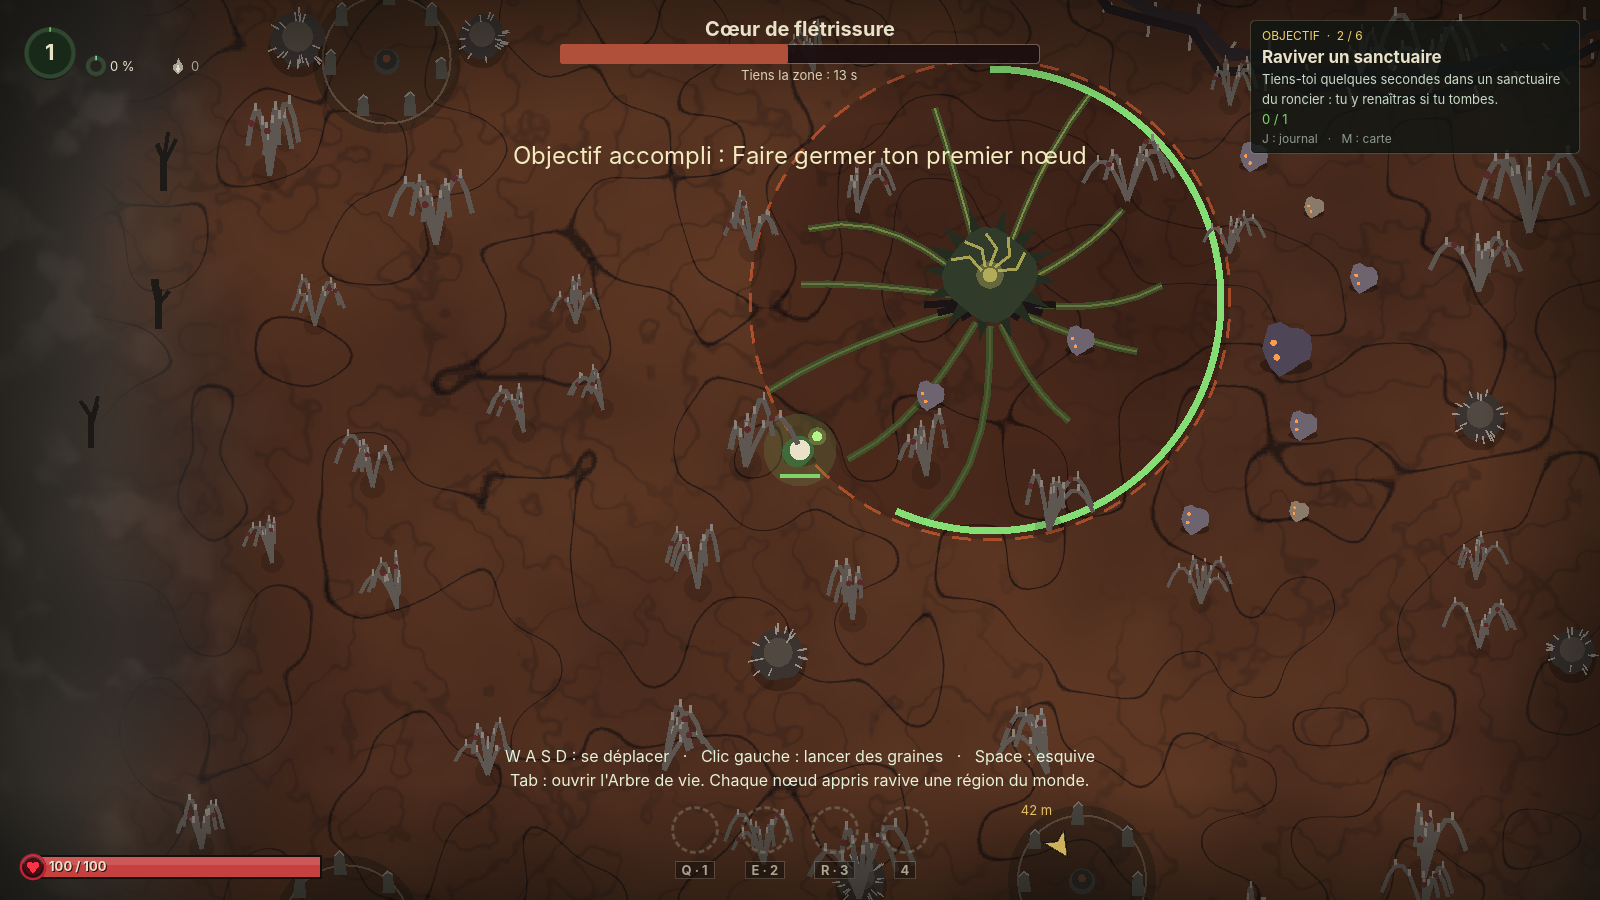 1
0 %
0
Cœur de flétrissure
Tiens la zone : 13 s
OBJECTIF · 2 / 6
Raviver un sanctuaire
Tiens-toi quelques secondes dans un sanctuaire
du roncier : tu y renaîtras si tu tombes.
0 / 1
J : journal · M : carte
Objectif accompli : Faire germer ton premier nœud
W A S D : se déplacer · Clic gauche : lancer des graines · Space : esquive
Tab : ouvrir l'Arbre de vie. Chaque nœud appris ravive une région du monde.
42 m
100 / 100
Q · 1
E · 2
R · 3
4